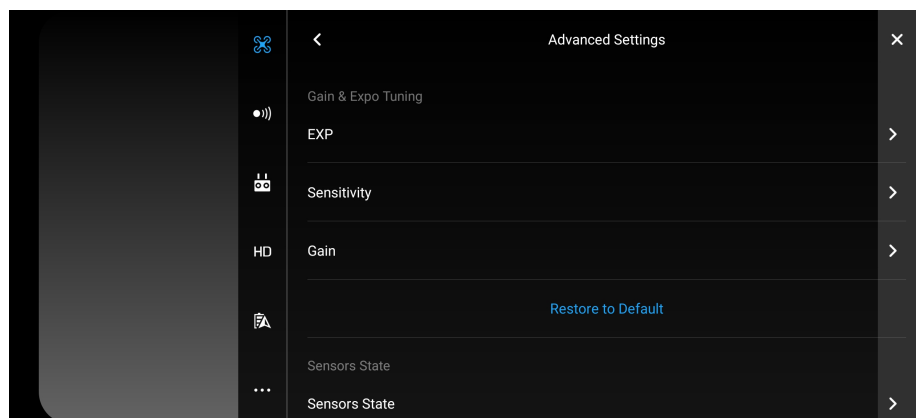 Advanced Settings
Gain & Expo Tuning
EXP
Sensitivity
HD
Gain
Restore to Default
Sensors State
Sensors State